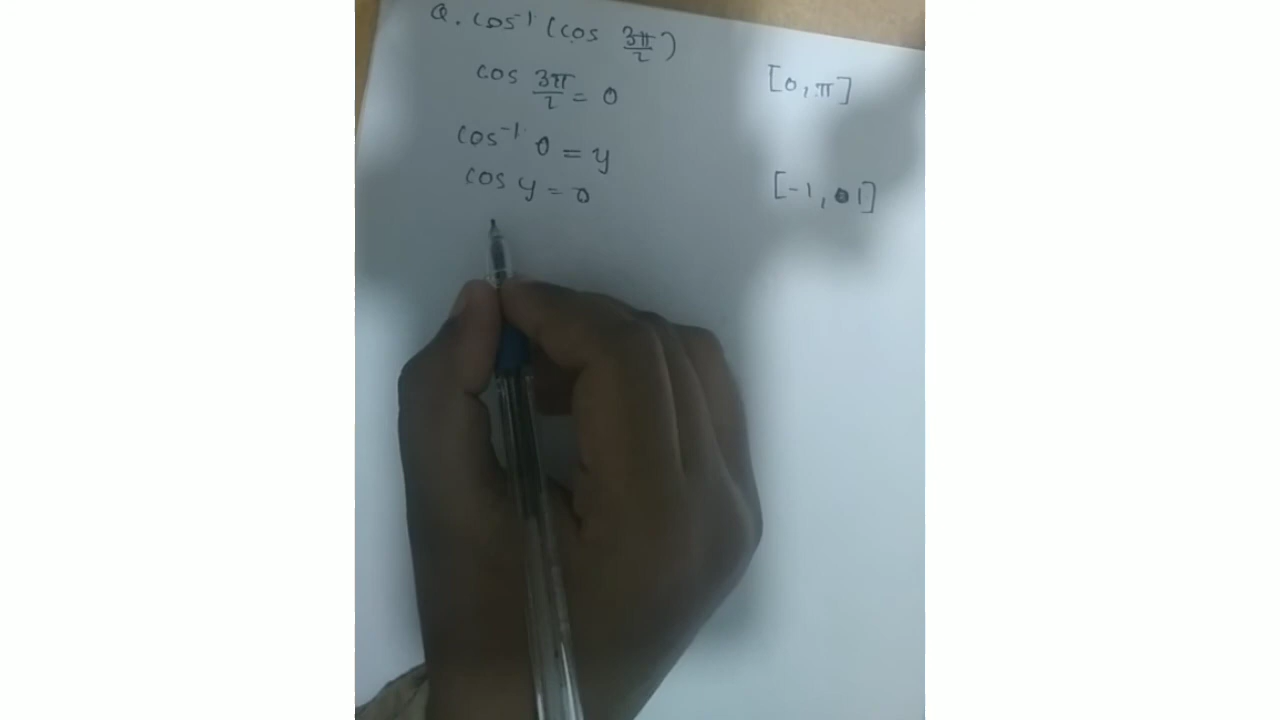 Q. cos⁻¹ (cos 3π/2)
cos 3π/2 = 0
[0, π]
cos⁻¹ 0 = y
cos y = 0
[-1, 1]